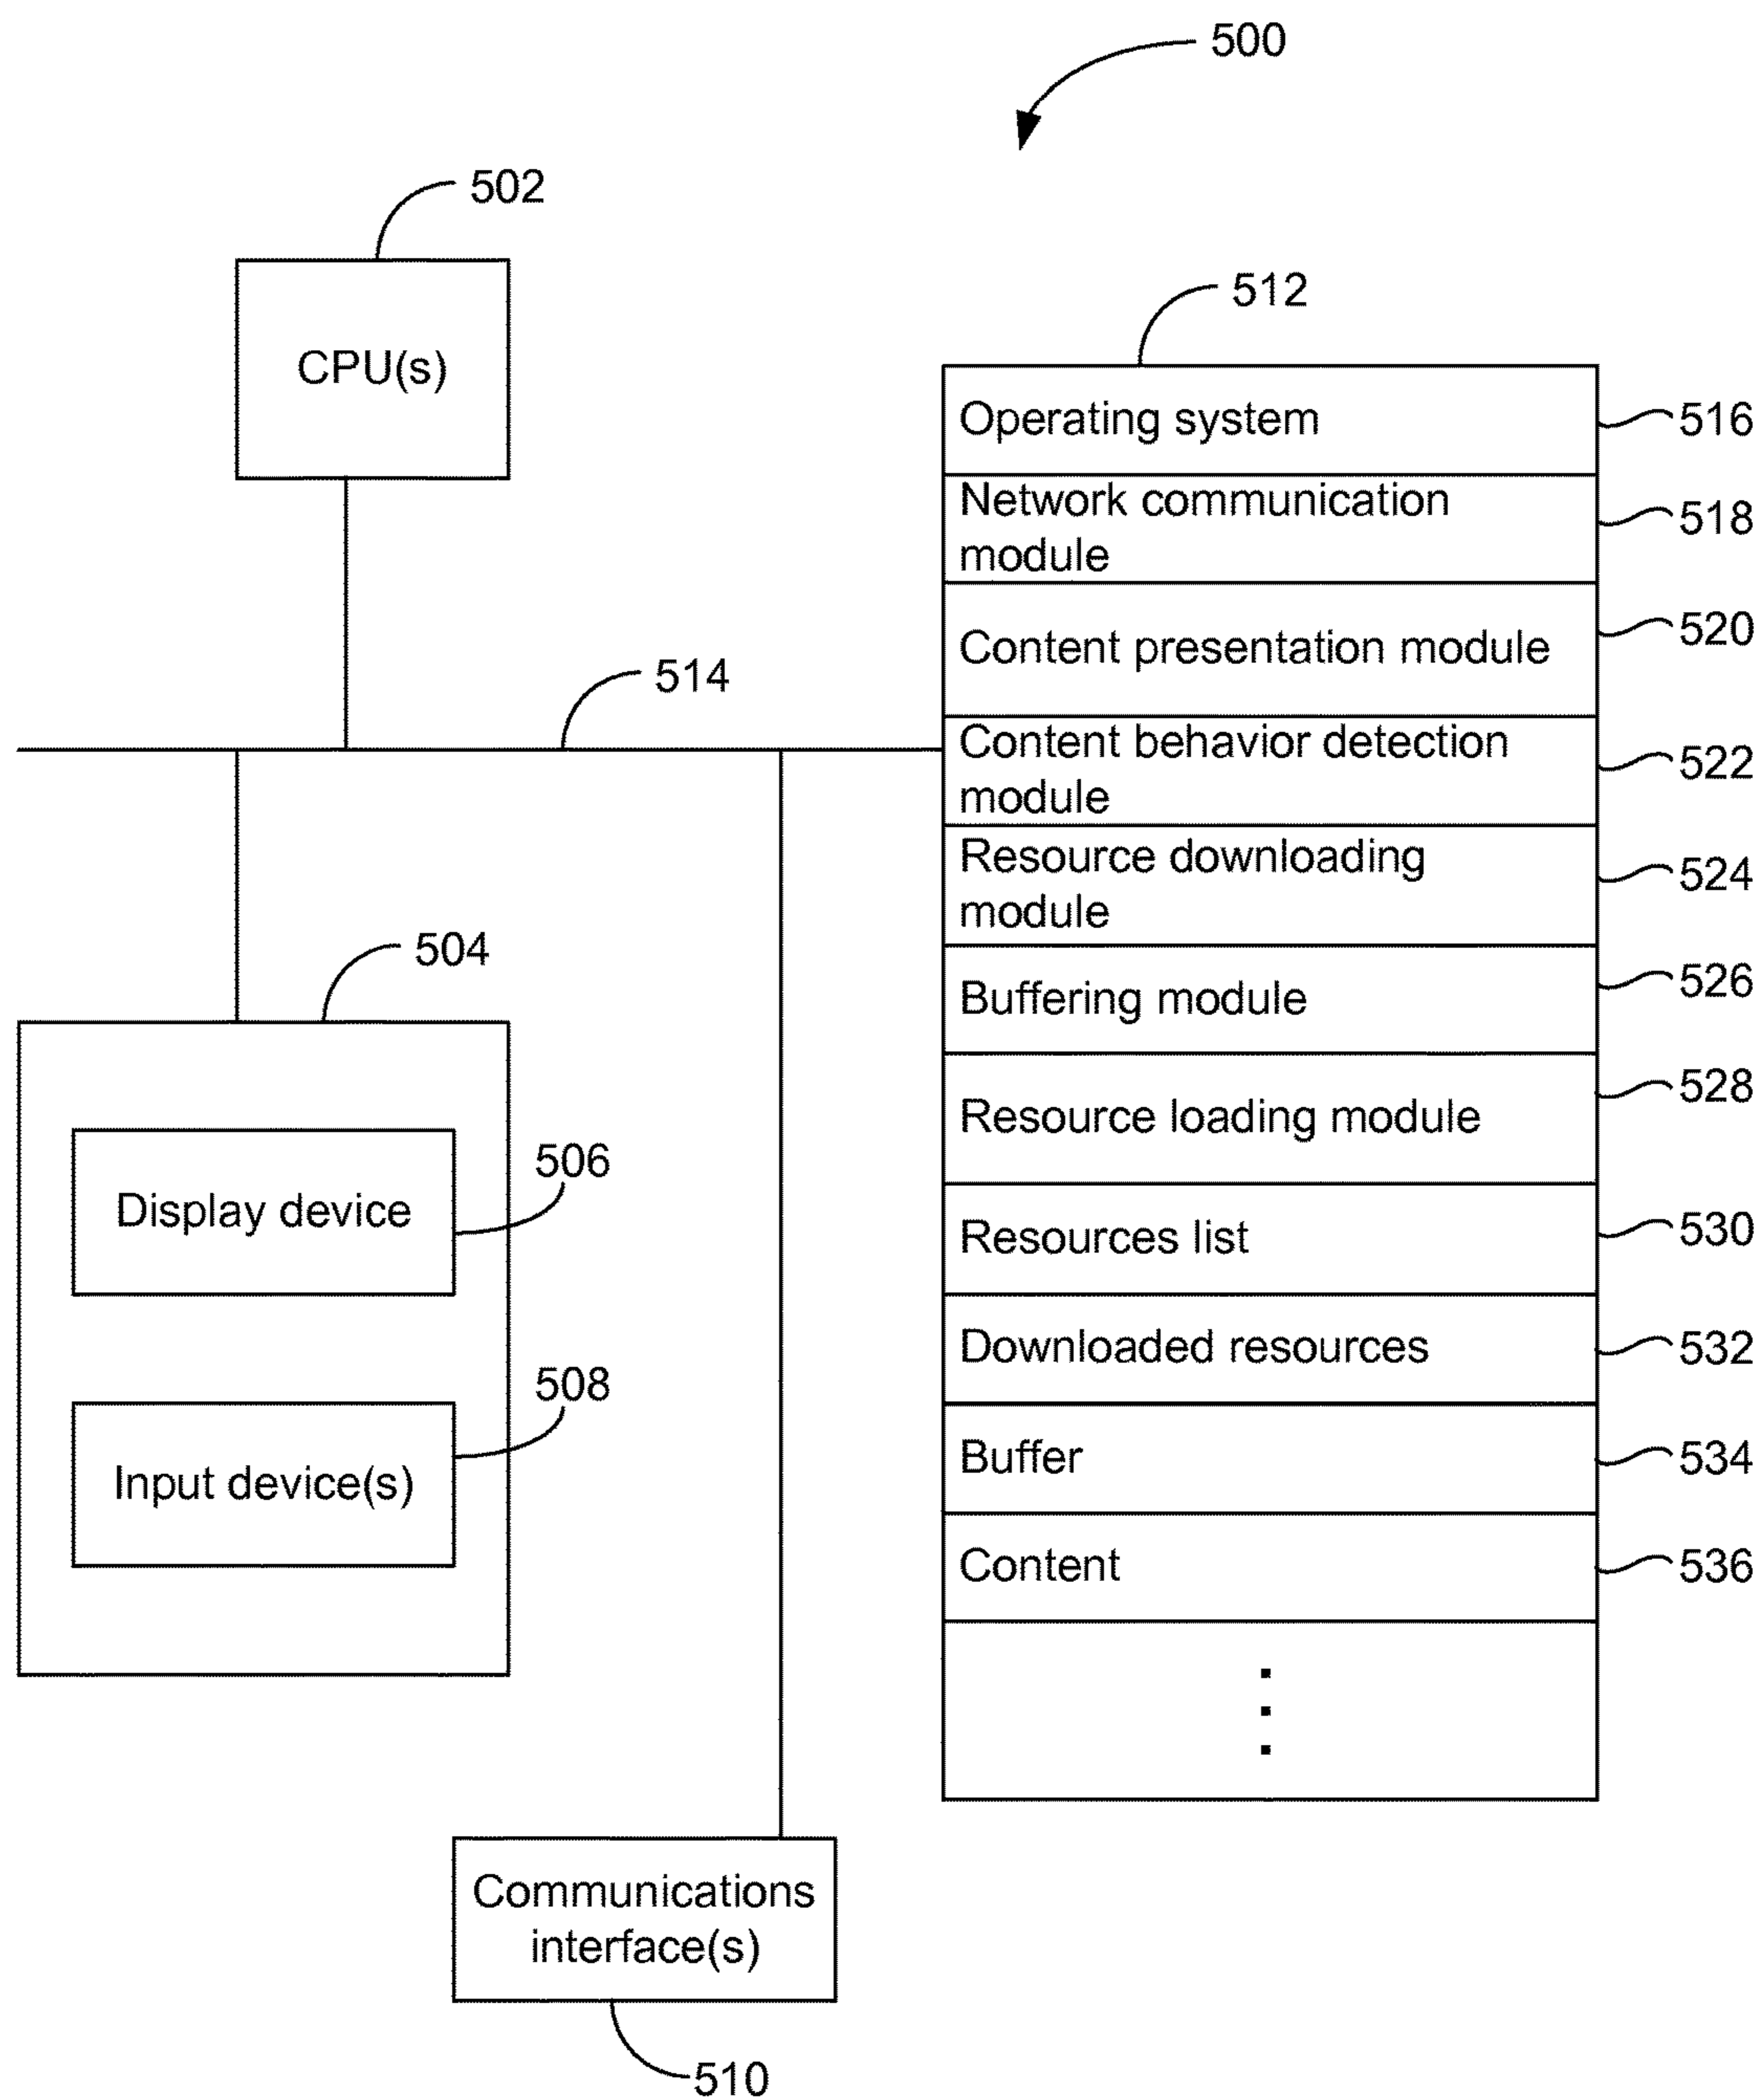 500
502
CPU(s)
512
Operating system
516
Network communication
module
518
Content presentation module
520
514
Content behavior detection
module
522
Resource downloading
module
524
504
Buffering module
526
Resource loading module
528
Display device
506
Resources list
530
Downloaded resources
532
Input device(s)
508
Buffer
534
Content
536
Communications
interface(s)
510